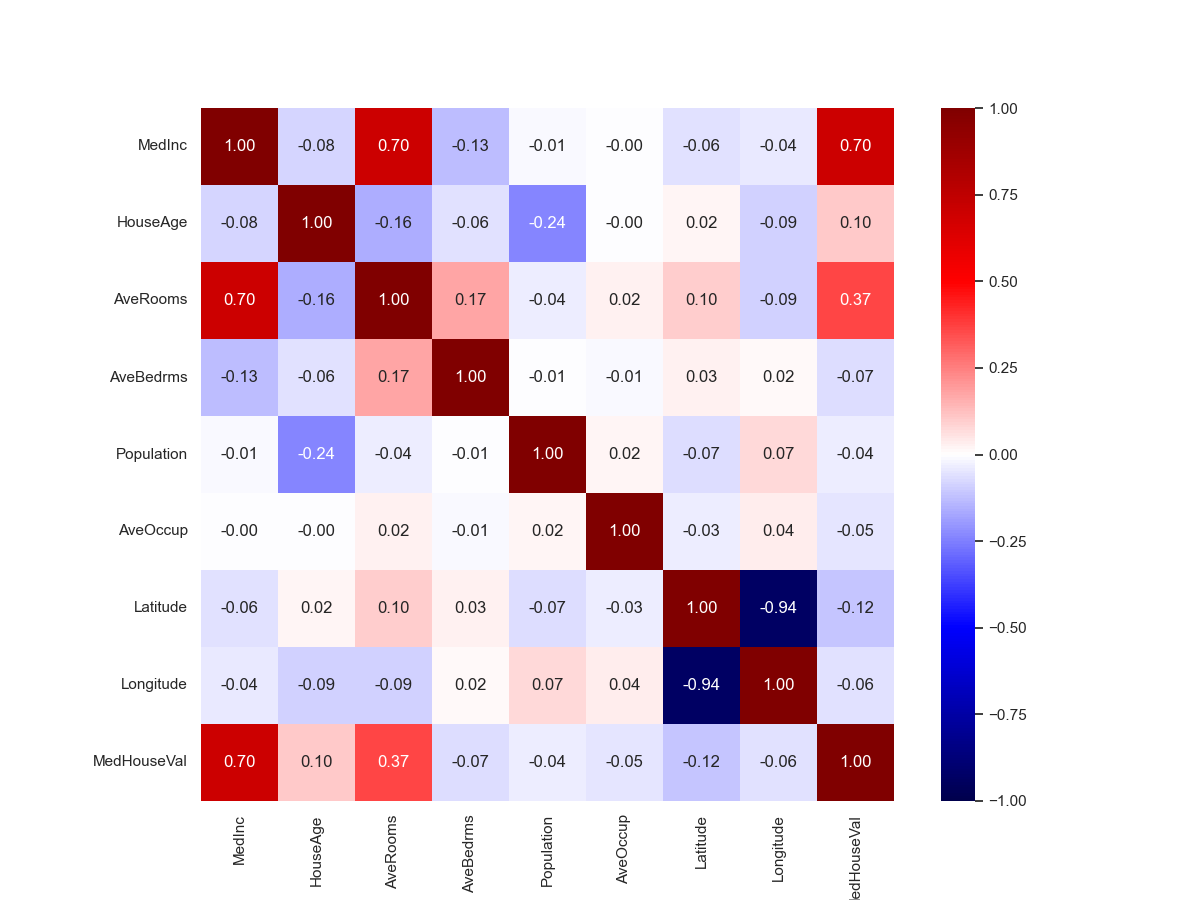 MedInc 1.00 -0.08 0.70 -0.13 -0.01 -0.00 -0.06 -0.04 0.70
HouseAge -0.08 1.00 -0.16 -0.06 -0.24 -0.00 0.02 -0.09 0.10
AveRooms 0.70 -0.16 1.00 0.17 -0.04 0.02 0.10 -0.09 0.37
AveBedrms -0.13 -0.06 0.17 1.00 -0.01 -0.01 0.03 0.02 -0.07
Population -0.01 -0.24 -0.04 -0.01 1.00 0.02 -0.07 0.07 -0.04
AveOccup -0.00 -0.00 0.02 -0.01 0.02 1.00 -0.03 0.04 -0.05
Latitude -0.06 0.02 0.10 0.03 -0.07 -0.03 1.00 -0.94 -0.12
Longitude -0.04 -0.09 -0.09 0.02 0.07 0.04 -0.94 1.00 -0.06
MedHouseVal 0.70 0.10 0.37 -0.07 -0.04 -0.05 -0.12 -0.06 1.00
MedInc
HouseAge
AveRooms
AveBedrms
Population
AveOccup
Latitude
Longitude
edHouseVal
1.00
0.75
0.50
0.25
0.00
−0.25
−0.50
−0.75
−1.00